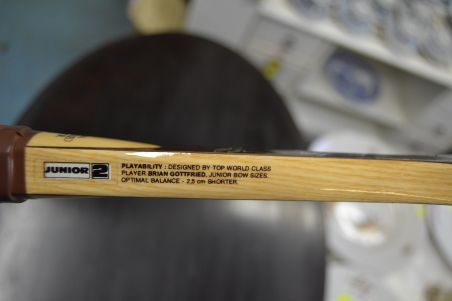 JUNIOR 2
PLAYABILITY : DESIGNED BY TOP WORLD CLASS
PLAYER BRIAN GOTTFRIED, JUNIOR BOW SIZES.
OPTIMAL BALANCE - 2,5 cm SHORTER.